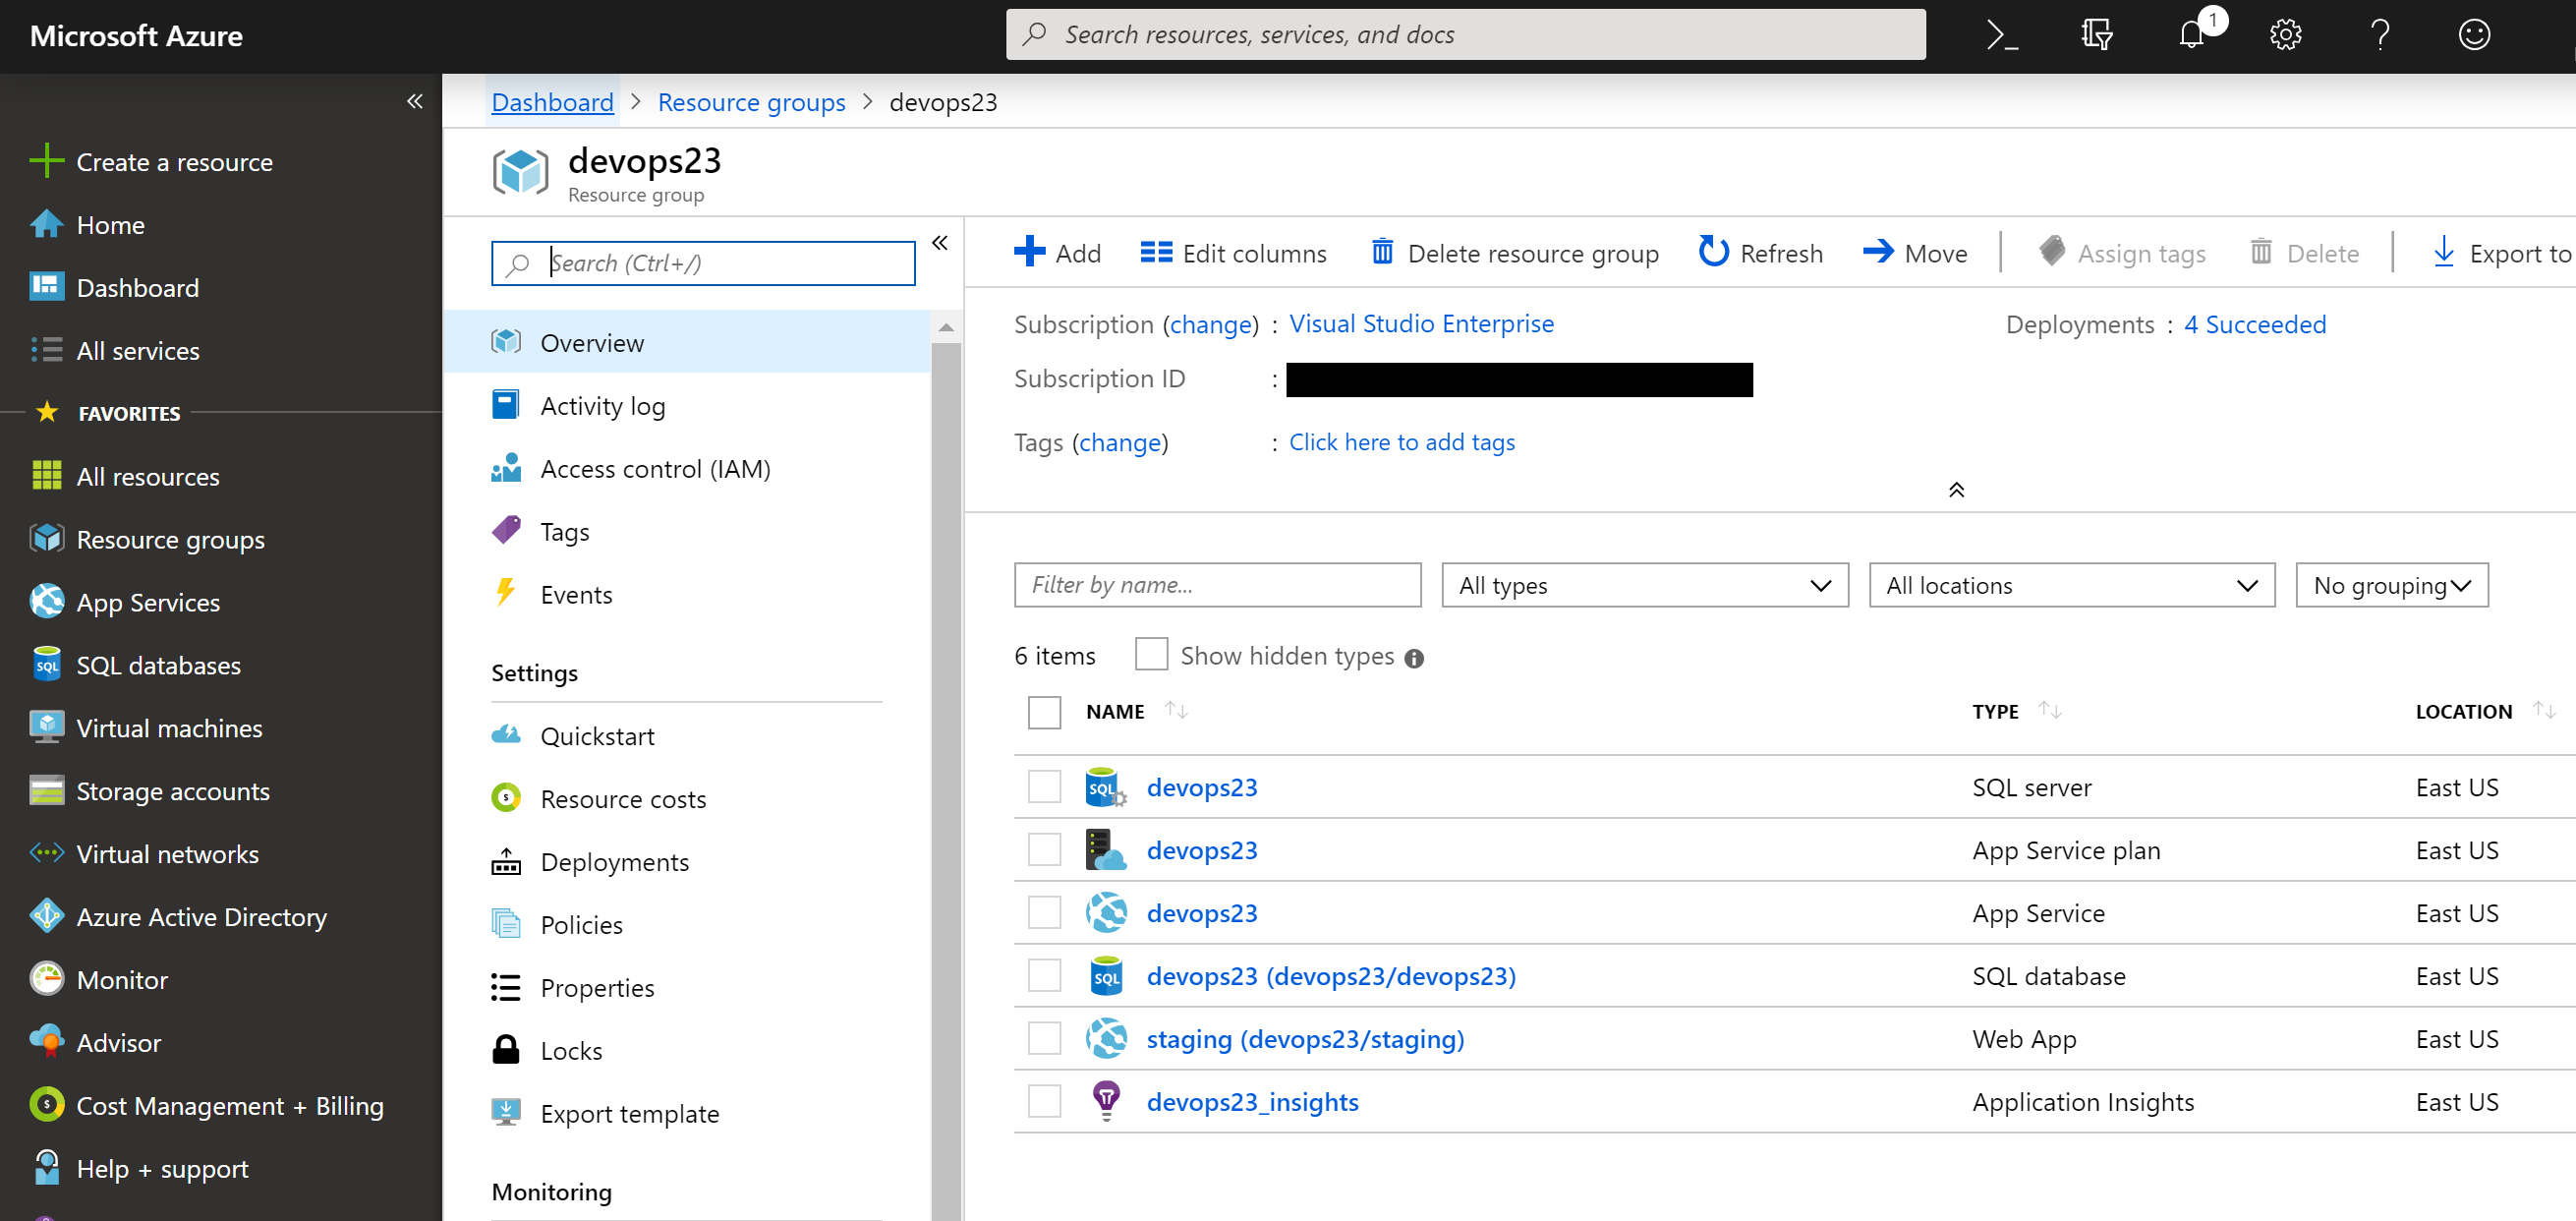 Microsoft Azure
Search resources, services, and docs
1
Dashboard > Resource groups > devops23
Create a resource
Home
Dashboard
All services
FAVORITES
All resources
Resource groups
App Services
SQL databases
Virtual machines
Storage accounts
Virtual networks
Azure Active Directory
Monitor
Advisor
Cost Management + Billing
Help + support
devops23
Resource group
Search (Ctrl+/)
Overview
Activity log
Access control (IAM)
Tags
Events
Settings
Quickstart
Resource costs
Deployments
Policies
Properties
Locks
Export template
Monitoring
Add Edit columns Delete resource group Refresh Move Assign tags Delete Export to
Subscription (change) : Visual Studio Enterprise Deployments : 4 Succeeded
Subscription ID :
Tags (change) : Click here to add tags
Filter by name... All types All locations No grouping
6 items Show hidden types
NAME TYPE LOCATION
devops23 SQL server East US
devops23 App Service plan East US
devops23 App Service East US
devops23 (devops23/devops23) SQL database East US
staging (devops23/staging) Web App East US
devops23_insights Application Insights East US